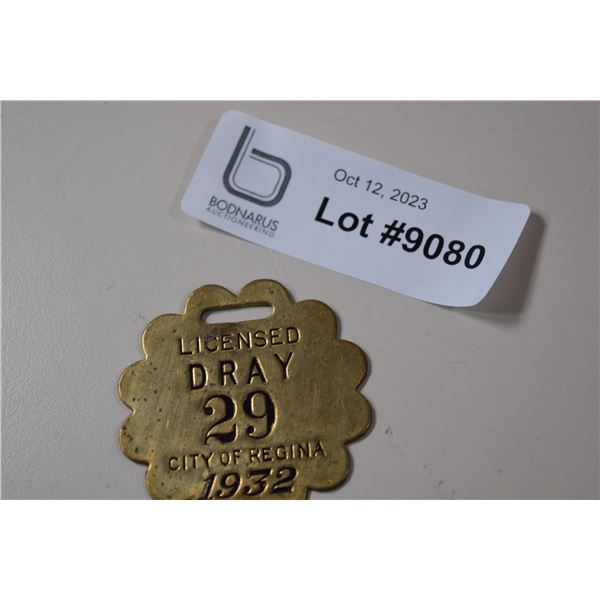 BODNARUS
AUCTIONEERING
Oct 12, 2023
Lot #9080
LICENSED
DRAY
29
CITY OF REGINA
1932